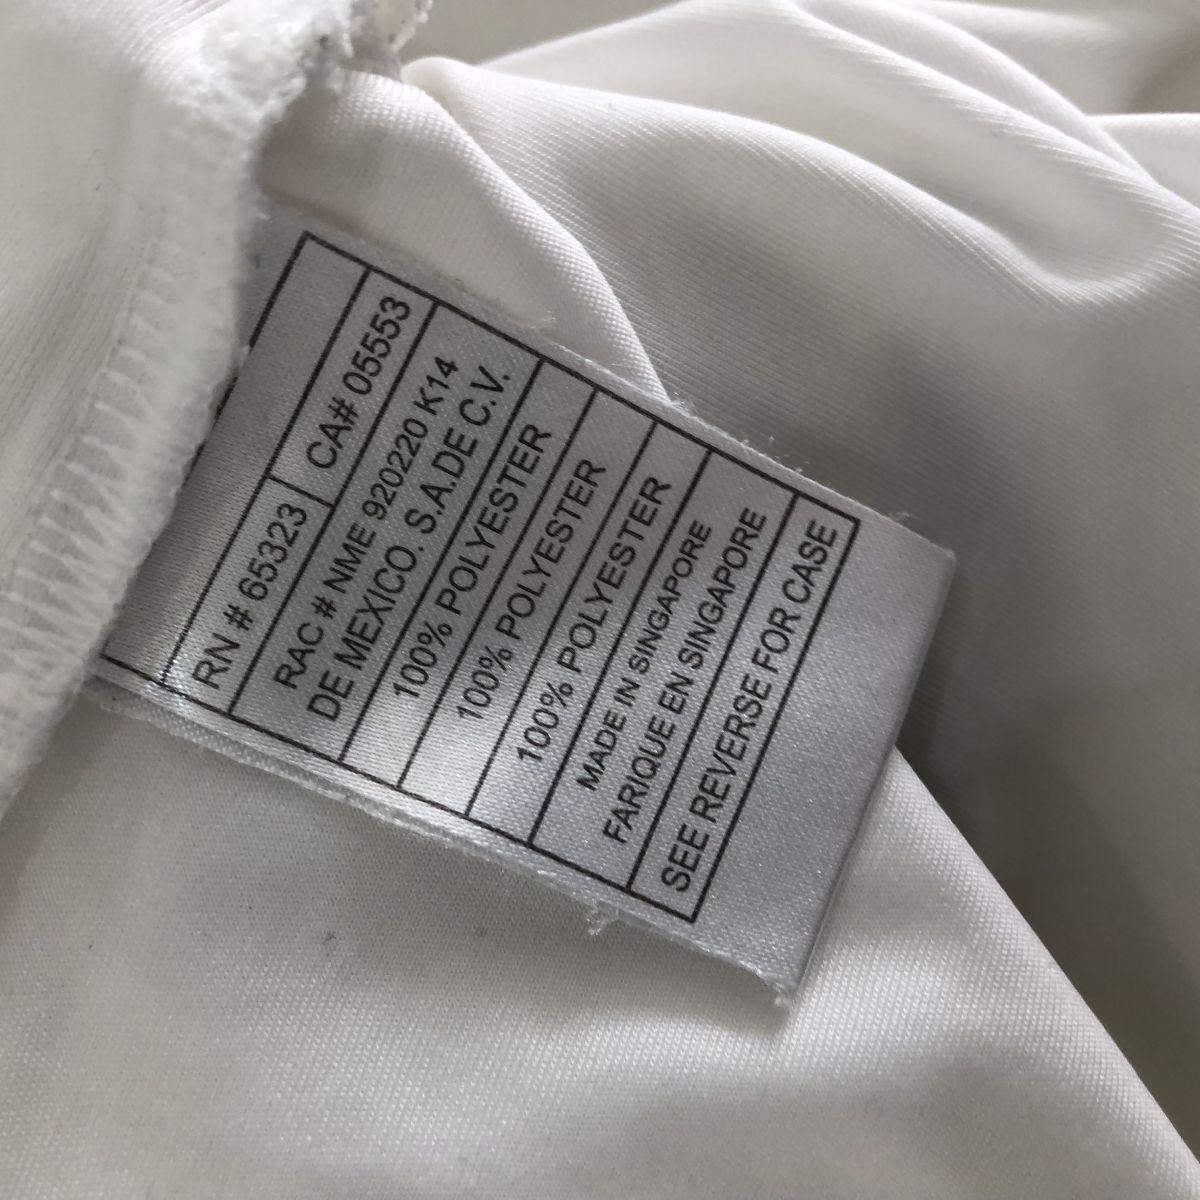 RN # 65323 CA# 05553
RAC # NME 920220 K14
DE MEXICO. S.A.DE C.V.
100% POLYESTER
100% POLYESTER
100% POLYESTER
MADE IN SINGAPORE
FARIQUE EN SINGAPORE
SEE REVERSE FOR CASE